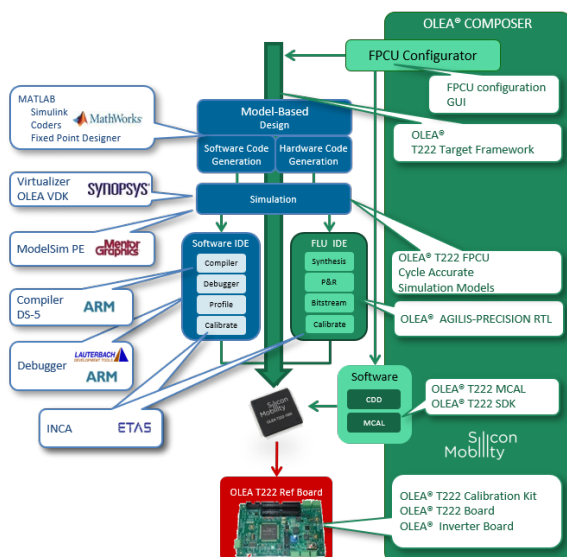 OLEA® COMPOSER
FPCU Configurator
FPCU configuration
GUI
MATLAB
Simulink
Coders
Fixed Point Designer
MathWorks®
Model-Based
Design
Software Code
Generation
Hardware Code
Generation
OLEA®
T222 Target Framework
Virtualizer
OLEA VDK
SYNOPSYS®
Simulation
ModelSim PE
Mentor
Graphics
Software IDE
Compiler
Debugger
Profile
Calibrate
FLU IDE
Synthesis
P&R
Bitstream
Calibrate
OLEA® T222 FPCU
Cycle Accurate
Simulation Models
Compiler
DS-5
ARM
OLEA® AGILIS-PRECISION RTL
Debugger
LAUTERBACH
DEVELOPMENT TOOLS
ARM
INCA
ETAS
Silicon
Mobility
Software
CDD
MCAL
OLEA® T222 MCAL
OLEA® T222 SDK
Silicon
Mobility
OLEA T222 Ref Board
OLEA® T222 Calibration Kit
OLEA® T222 Board
OLEA® Inverter Board